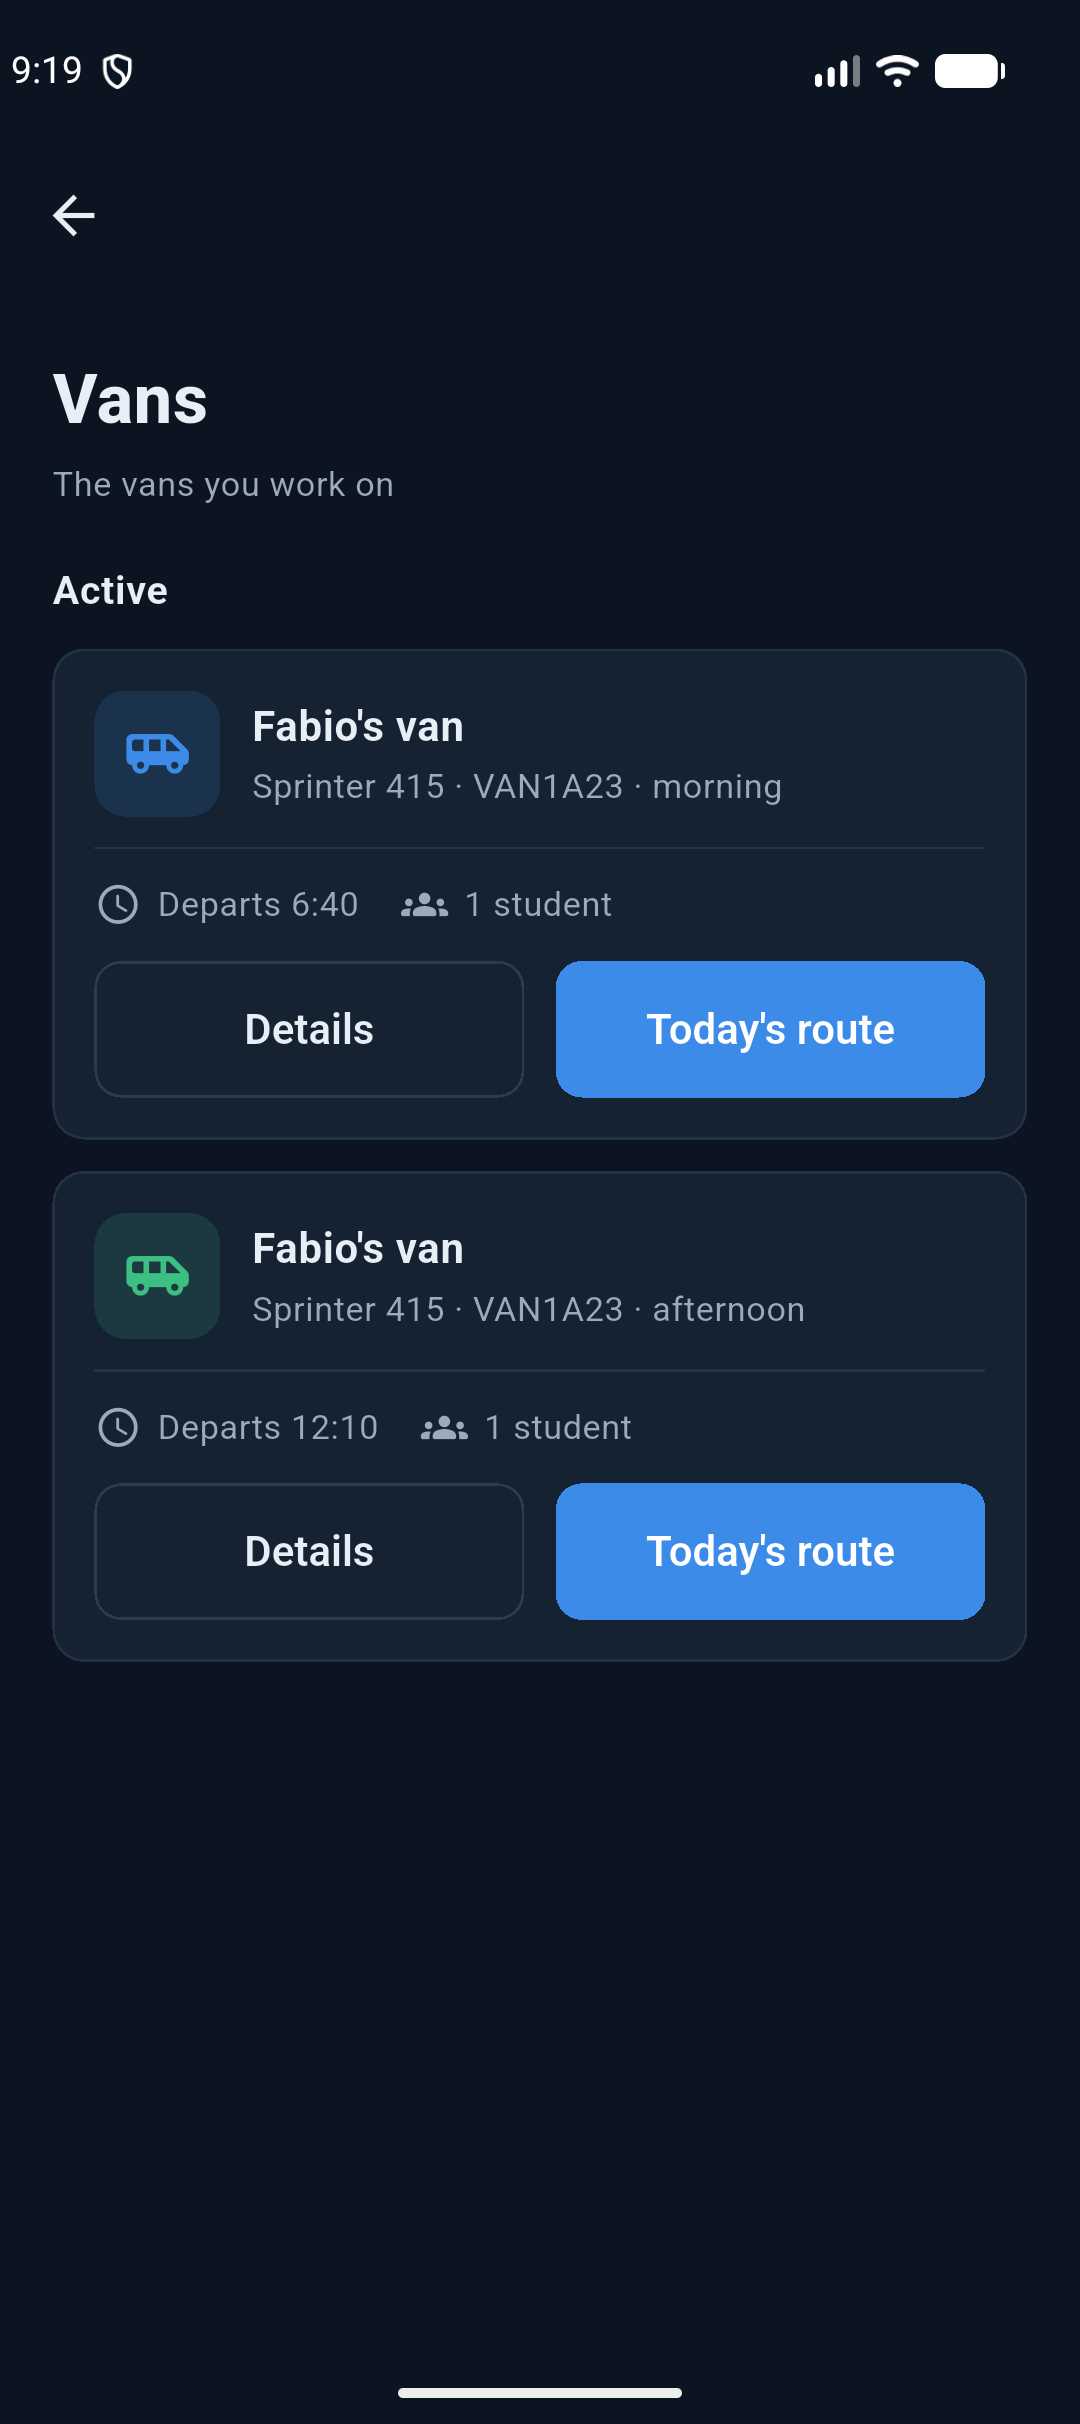 9:19
Vans
The vans you work on
Active
Fabio's van
Sprinter 415 · VAN1A23 · morning
Departs 6:40 1 student
Details Today's route
Fabio's van
Sprinter 415 · VAN1A23 · afternoon
Departs 12:10 1 student
Details Today's route